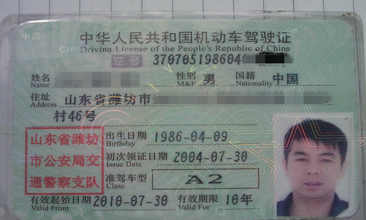 中华人民共和国机动车驾驶证
Driving License of the People's Republic of China
证号 370705198604
姓名 Name 性别 M&F 男 国籍 Nationality 中国
住址 Address 山东省潍坊市
村46号
山东省潍坊
市公安局交
通警察支队
出生日期 Birthday 1986-04-09
初次领证日期 Issue Date 2004-07-30
准驾车型 Class A2
有效起始日期 Valid From 2010-07-30 有效期限 Valid For 10年